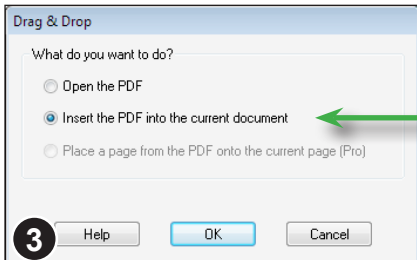 Drag & Drop
What do you want to do?
Open the PDF
Insert the PDF into the current document
Place a page from the PDF onto the current page (Pro)
3
Help
OK
Cancel